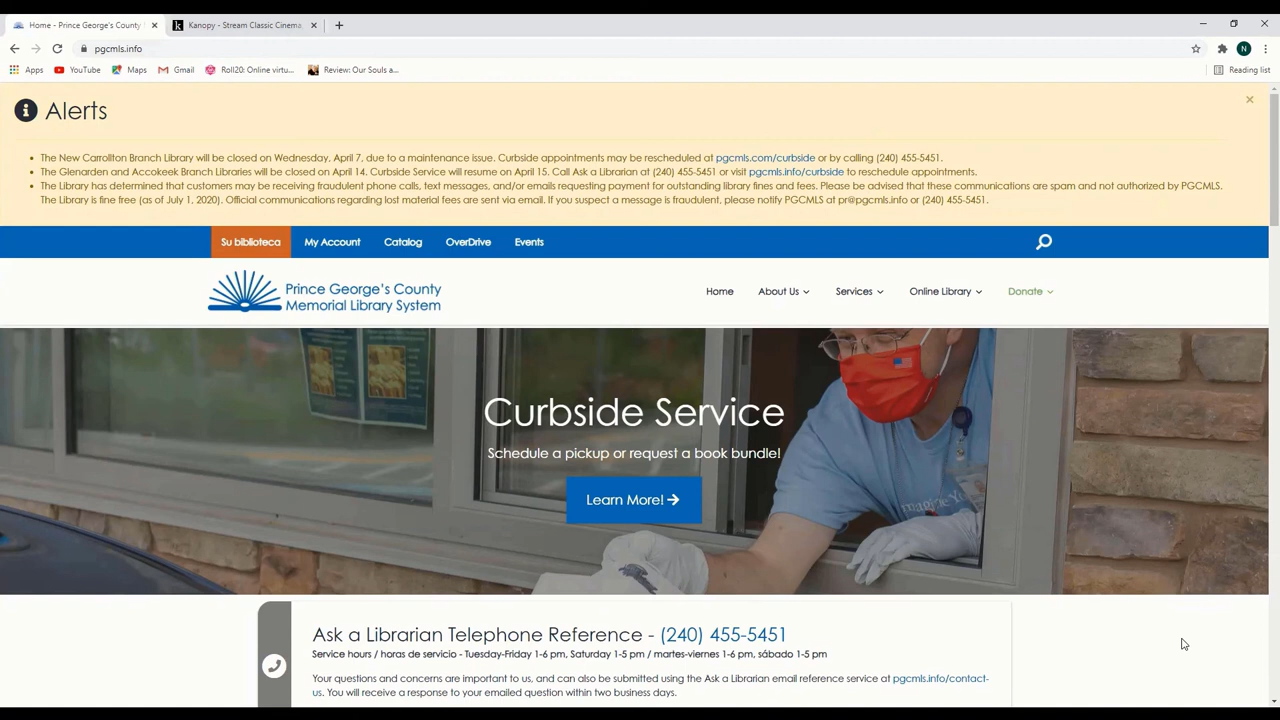 Home - Prince George's County
Kanopy - Stream Classic Cinema,
pgcmls.info
N
Apps
YouTube
Maps
Gmail
Roll20: Online virtu...
Review: Our Souls a...
Reading list
Alerts
The New Carrollton Branch Library will be closed on Wednesday, April 7, due to a maintenance issue. Curbside appointments may be rescheduled at pgcmls.com/curbside or by calling (240) 455-5451.
The Glenarden and Accokeek Branch Libraries will be closed on April 14. Curbside Service will resume on April 15. Call Ask a Librarian at (240) 455-5451 or visit pgcmls.info/curbside to reschedule appointments.
The Library has determined that customers may be receiving fraudulent phone calls, text messages, and/or emails requesting payment for outstanding library fines and fees. Please be advised that these communications are spam and not authorized by PGCMLS.
The Library is fine free (as of July 1, 2020). Official communications regarding lost material fees are sent via email. If you suspect a message is fraudulent, please notify PGCMLS at pr@pgcmls.info or (240) 455-5451.
Su biblioteca
My Account
Catalog
OverDrive
Events
Prince George's County
Memorial Library System
Home
About Us
Services
Online Library
Donate
Curbside Service
Schedule a pickup or request a book bundle!
Learn More!
Ask a Librarian Telephone Reference - (240) 455-5451
Service hours / horas de servicio - Tuesday-Friday 1-6 pm, Saturday 1-5 pm / martes-viernes 1-6 pm, sábado 1-5 pm
Your questions and concerns are important to us, and can also be submitted using the Ask a Librarian email reference service at pgcmls.info/contact-
us. You will receive a response to your emailed question within two business days.